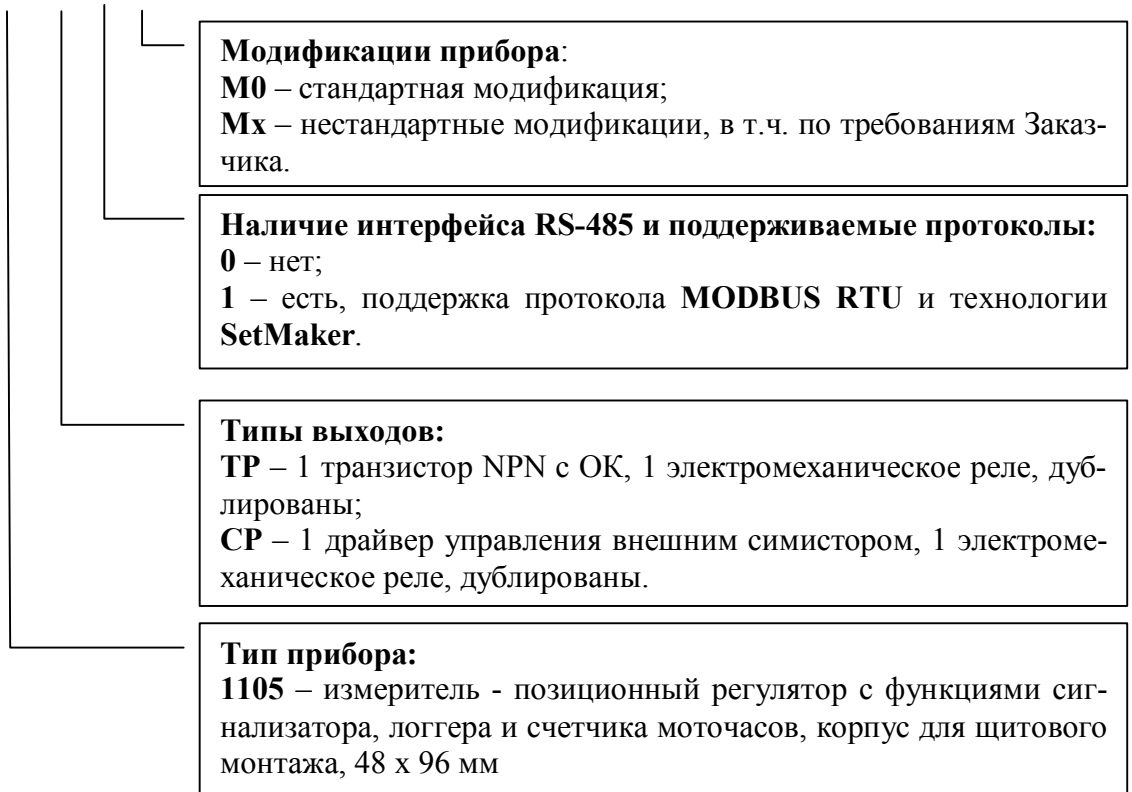 Модификации прибора:
М0 – стандартная модификация;
Мх – нестандартные модификации, в т.ч. по требованиям Заказ-
чика.
Наличие интерфейса RS-485 и поддерживаемые протоколы:
0 – нет;
1 – есть, поддержка протокола MODBUS RTU и технологии
SetMaker.
Типы выходов:
ТР – 1 транзистор NPN с ОК, 1 электромеханическое реле, дуб-
лированы;
СР – 1 драйвер управления внешним симистором, 1 электроме-
ханическое реле, дублированы.
Тип прибора:
1105 – измеритель - позиционный регулятор с функциями сиг-
нализатора, логгера и счетчика моточасов, корпус для щитового
монтажа, 48 х 96 мм